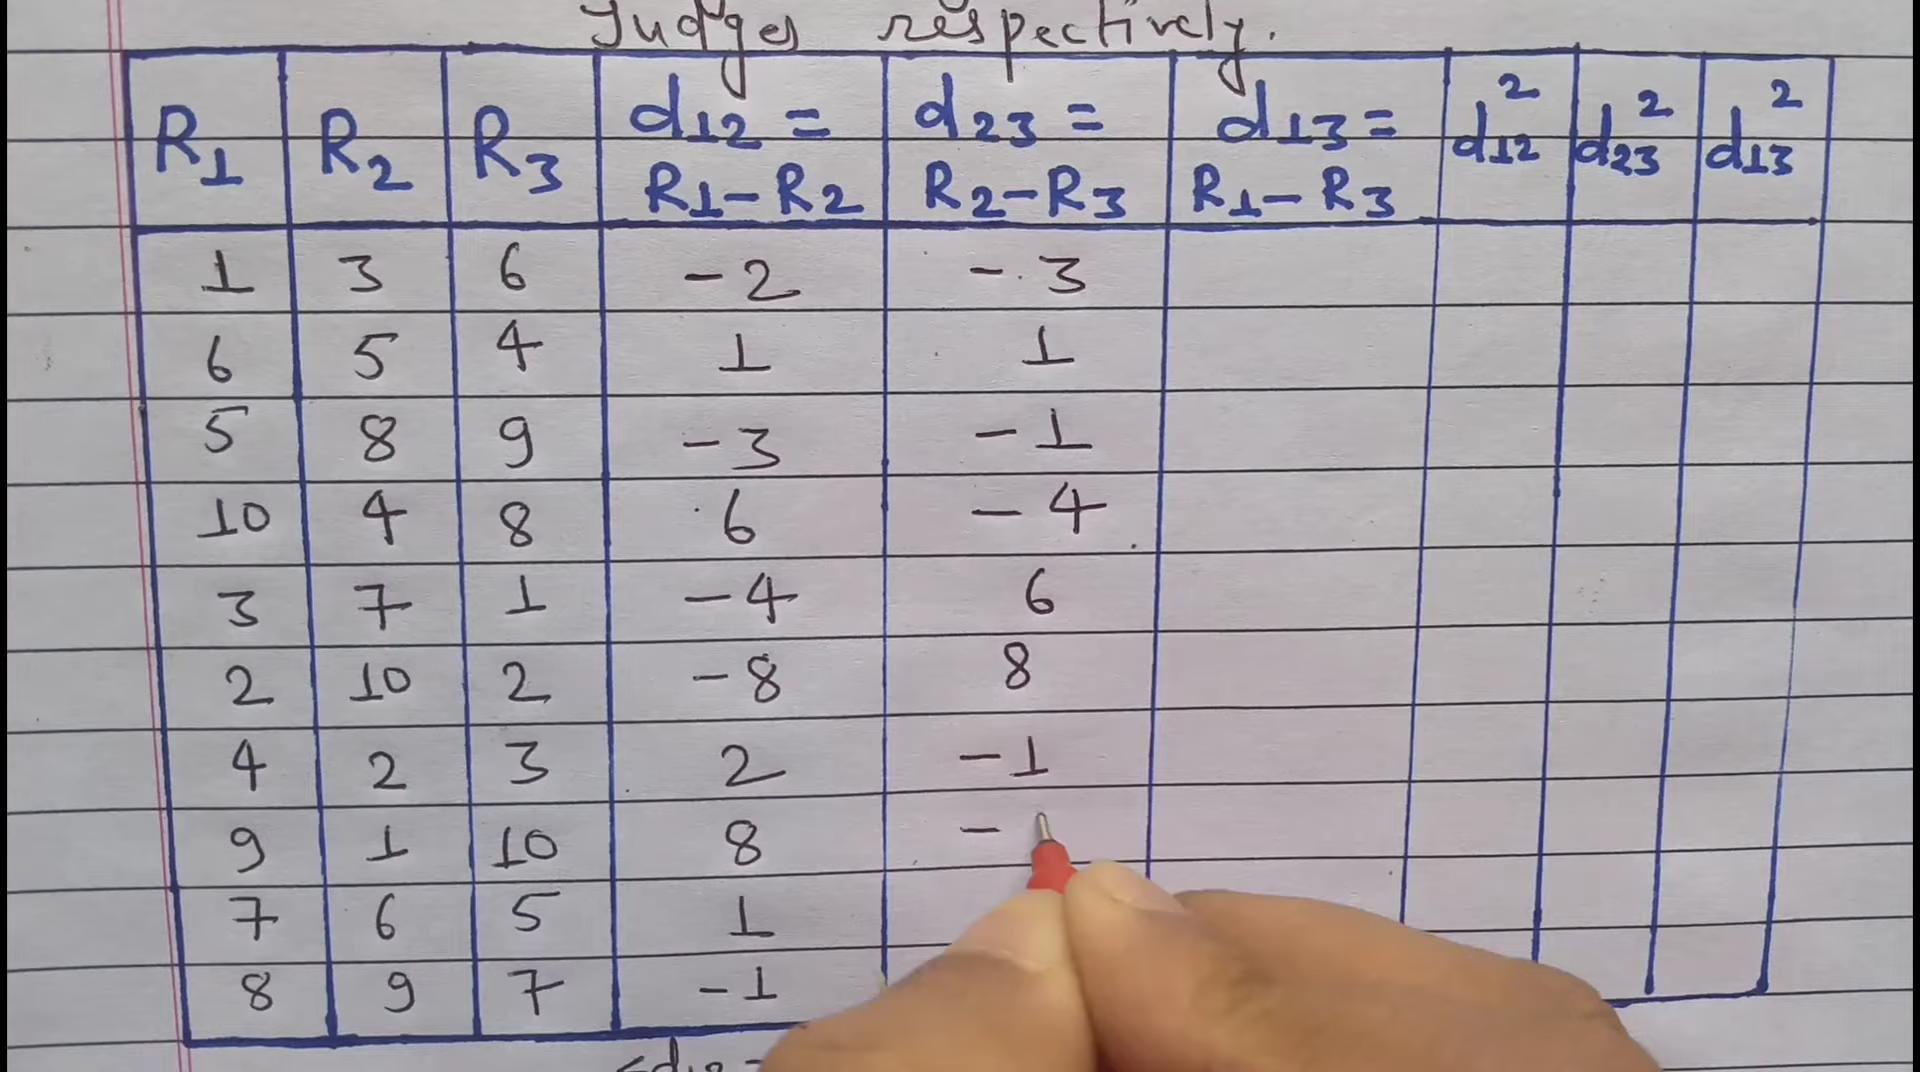 Judges respectively.
R1 R2 R3 d12 = R1-R2 d23 = R2-R3 d13 = R1-R3 d12² d23² d13²
1 3 6 -2 -3
6 5 4 1 1
5 8 9 -3 -1
10 4 8 6 -4
3 7 1 -4 6
2 10 2 -8 8
4 2 3 2 -1
9 1 10 8 -
7 6 5 1
8 9 7 -1